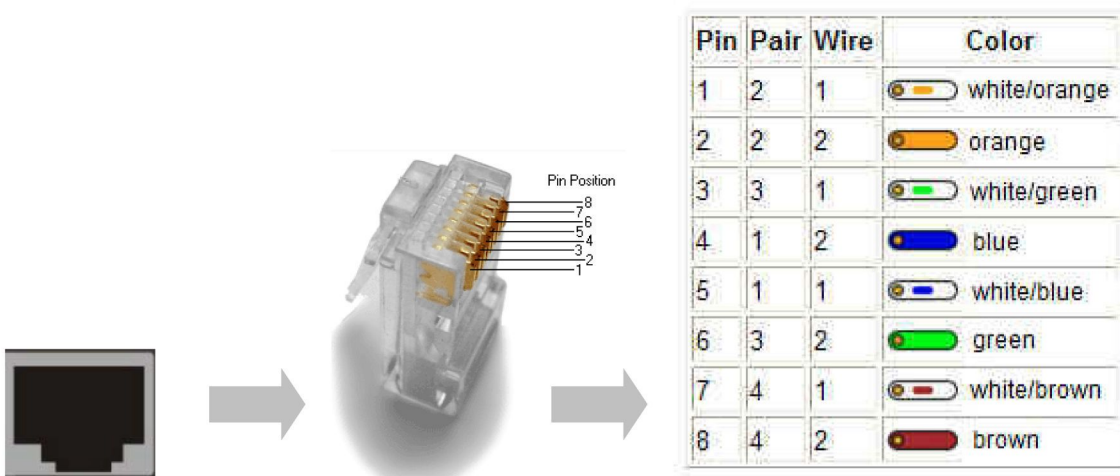 Pin Pair Wire Color
1 2 1 white/orange
2 2 2 orange
3 3 1 white/green
4 1 2 blue
5 1 1 white/blue
6 3 2 green
7 4 1 white/brown
8 4 2 brown
Pin Position
8
7
6
5
4
3
2
1